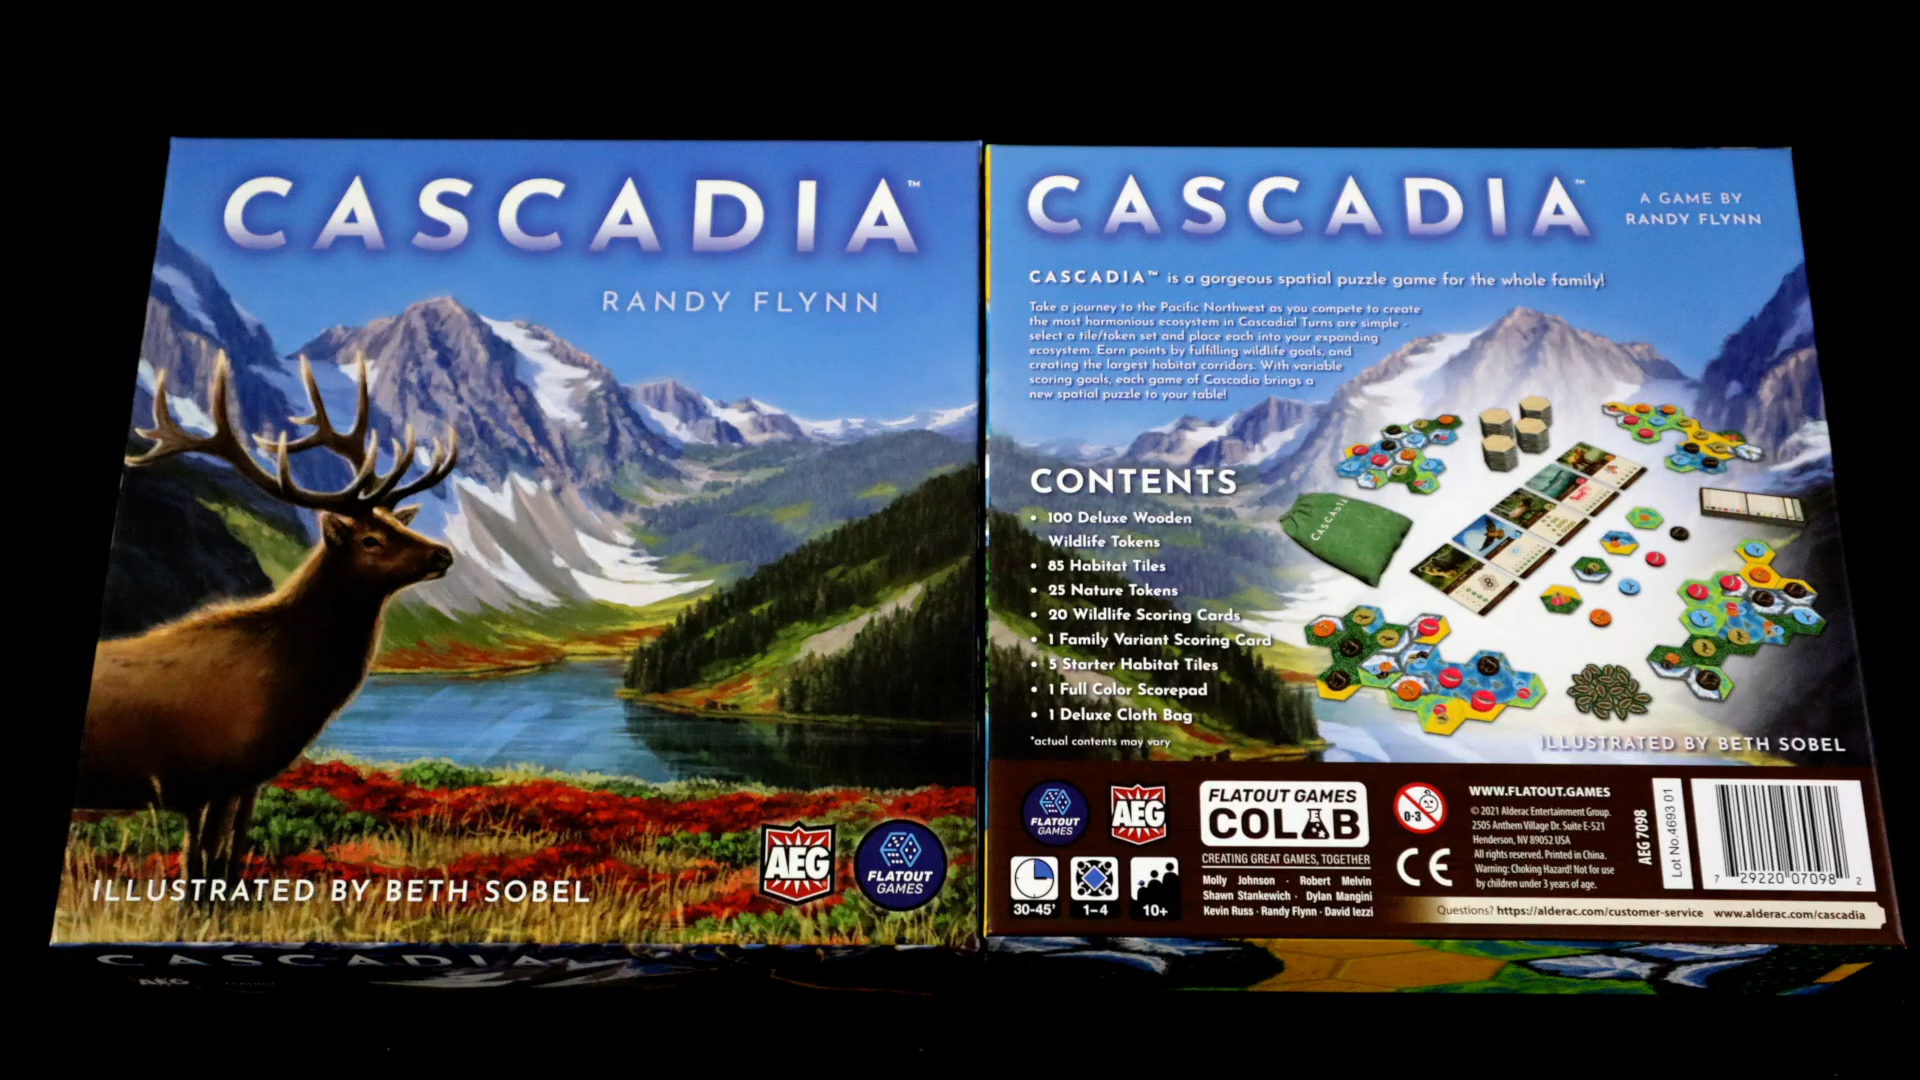 CASCADIA™
RANDY FLYNN
ILLUSTRATED BY BETH SOBEL
AEG
FLATOUT
GAMES
CASCADIA
AEG
CASCADIA™
A GAME BY
RANDY FLYNN
CASCADIA™ is a gorgeous spatial puzzle game for the whole family!
Take a journey to the Pacific Northwest as you compete to create
the most harmonious ecosystem in Cascadia! Turns are simple -
select a tile/token set and place each into your expanding
ecosystem. Earn points by fulfilling wildlife goals, and
creating the largest habitat corridors. With variable
scoring goals, each game of Cascadia brings a
new spatial puzzle to your table!
CONTENTS
• 100 Deluxe Wooden
Wildlife Tokens
• 85 Habitat Tiles
• 25 Nature Tokens
• 20 Wildlife Scoring Cards
• 1 Family Variant Scoring Card
• 5 Starter Habitat Tiles
• 1 Full Color Scorepad
• 1 Deluxe Cloth Bag
*actual contents may vary
CASCADIA
ILLUSTRATED BY BETH SOBEL
FLATOUT
GAMES
AEG
30-45'
1-4
10+
FLATOUT GAMES
COLAB
CREATING GREAT GAMES, TOGETHER
Molly Johnson · Robert Melvin
Shawn Stankewich · Dylan Mangini
Kevin Russ · Randy Flynn · David Iezzi
0-3
CE
WWW.FLATOUT.GAMES
© 2021 Alderac Entertainment Group.
2505 Anthem Village Dr. Suite E-521
Henderson, NV 89052 USA
All rights reserved. Printed in China.
Warning: Choking Hazard! Not for use
by children under 3 years of age.
AEG 7098
Lot No.4693 01
7 29220 07098 2
Questions? https://alderac.com/customer-service www.alderac.com/cascadia